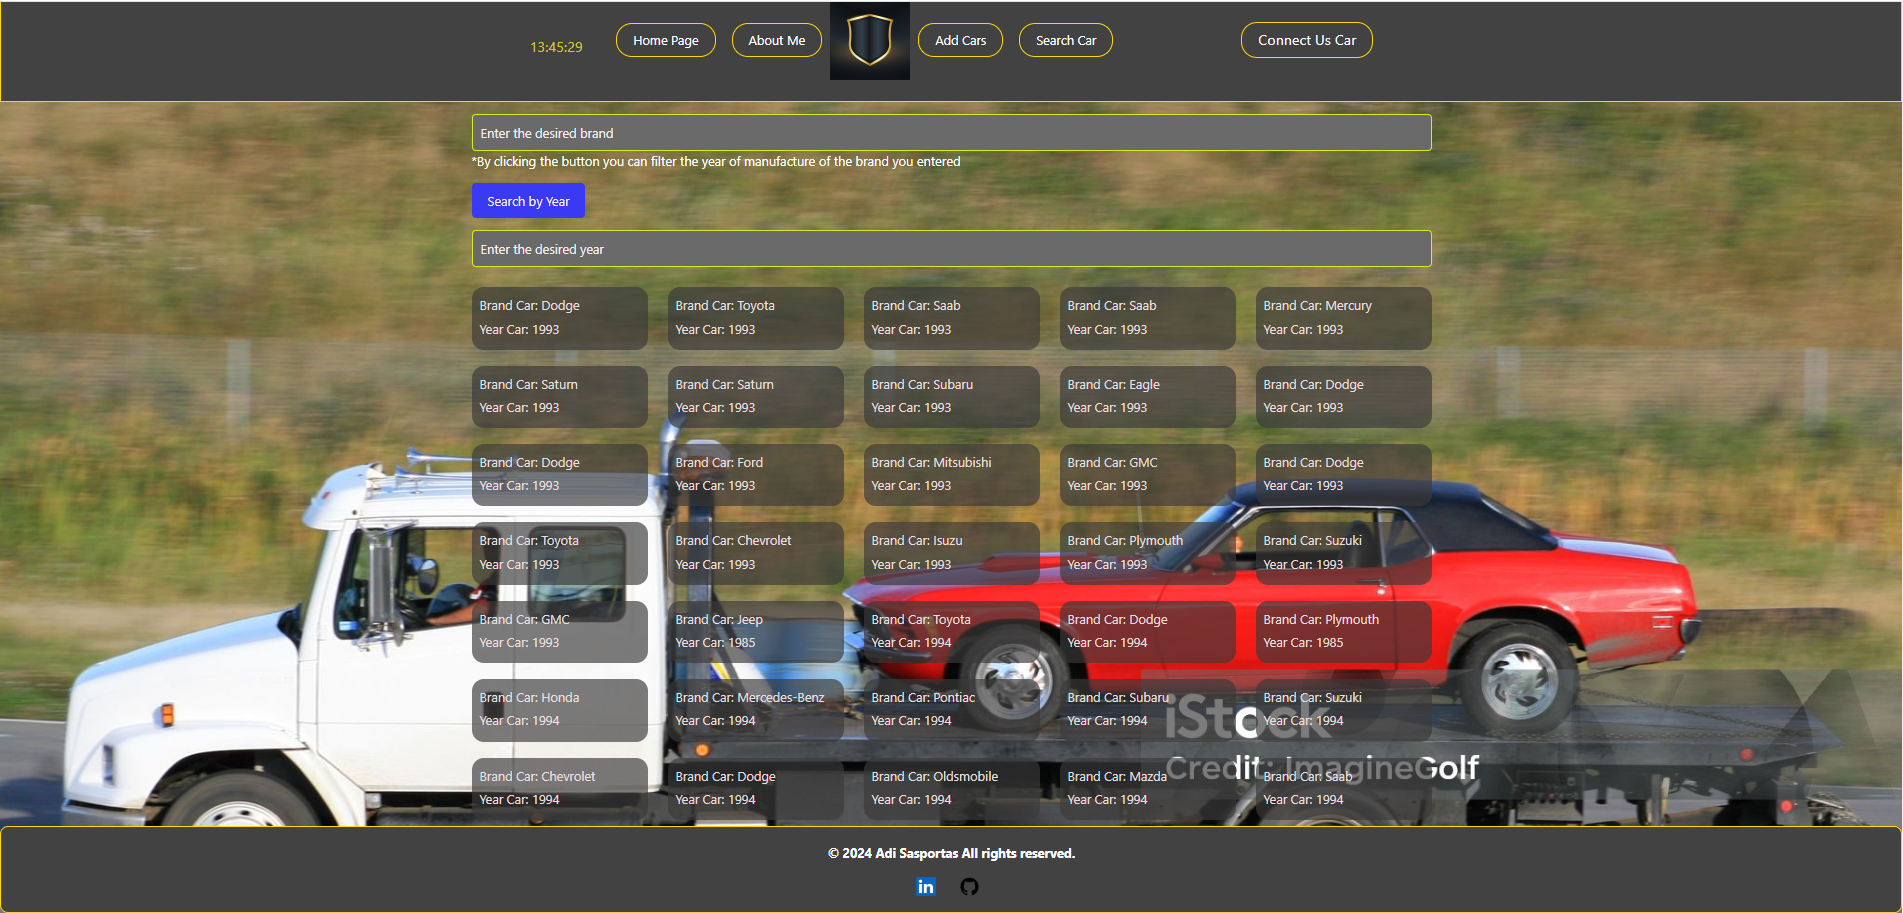 13:45:29
Home Page
About Me
Add Cars
Search Car
Connect Us Car
Enter the desired brand
*By clicking the button you can filter the year of manufacture of the brand you entered
Search by Year
Enter the desired year
Brand Car: Dodge
Year Car: 1993
Brand Car: Toyota
Year Car: 1993
Brand Car: Saab
Year Car: 1993
Brand Car: Saab
Year Car: 1993
Brand Car: Mercury
Year Car: 1993
Brand Car: Saturn
Year Car: 1993
Brand Car: Saturn
Year Car: 1993
Brand Car: Subaru
Year Car: 1993
Brand Car: Eagle
Year Car: 1993
Brand Car: Dodge
Year Car: 1993
Brand Car: Dodge
Year Car: 1993
Brand Car: Ford
Year Car: 1993
Brand Car: Mitsubishi
Year Car: 1993
Brand Car: GMC
Year Car: 1993
Brand Car: Dodge
Year Car: 1993
Brand Car: Toyota
Year Car: 1993
Brand Car: Chevrolet
Year Car: 1993
Brand Car: Isuzu
Year Car: 1993
Brand Car: Plymouth
Year Car: 1993
Brand Car: Suzuki
Year Car: 1993
Brand Car: GMC
Year Car: 1993
Brand Car: Jeep
Year Car: 1985
Brand Car: Toyota
Year Car: 1994
Brand Car: Dodge
Year Car: 1994
Brand Car: Plymouth
Year Car: 1985
Brand Car: Honda
Year Car: 1994
Brand Car: Mercedes-Benz
Year Car: 1994
Brand Car: Pontiac
Year Car: 1994
Brand Car: Subaru
Year Car: 1994
Brand Car: Suzuki
Year Car: 1994
iStock
Credit: ImagineGolf
Brand Car: Chevrolet
Year Car: 1994
Brand Car: Dodge
Year Car: 1994
Brand Car: Oldsmobile
Year Car: 1994
Brand Car: Mazda
Year Car: 1994
Brand Car: Saab
Year Car: 1994
© 2024 Adi Sasportas All rights reserved.
in